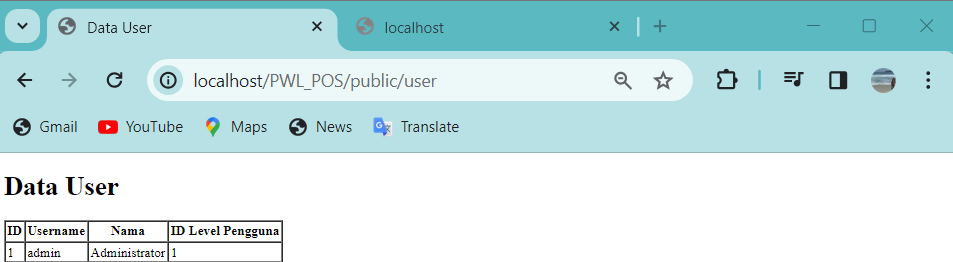 Data User
localhost
localhost/PWL_POS/public/user
Gmail YouTube Maps News Translate
Data User
ID Username Nama ID Level Pengguna
1 admin Administrator 1